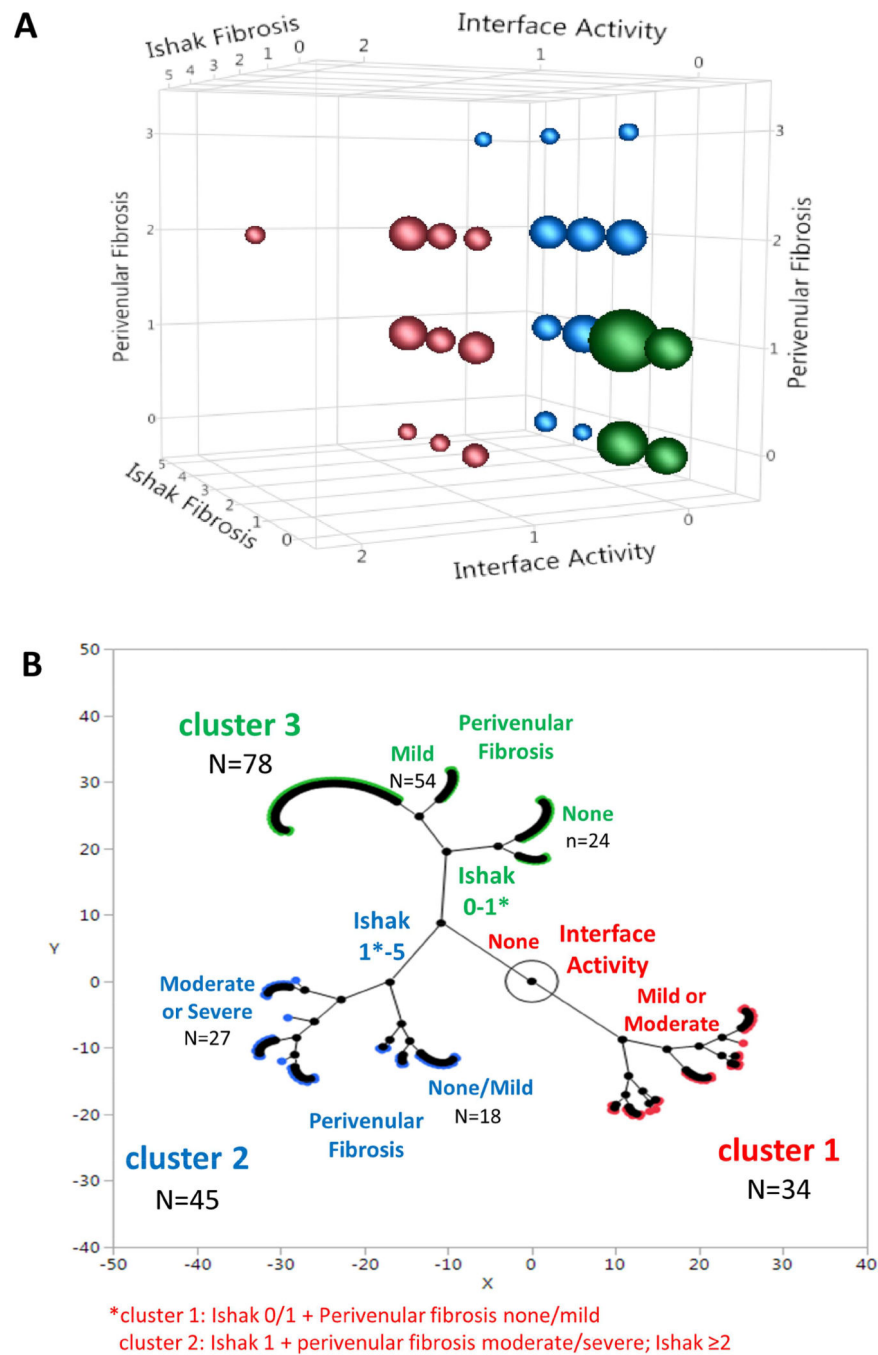 A
Ishak Fibrosis
Interface Activity
5 4 3 2 1 0
2 1 0
Perivenular Fibrosis
3
2
1
0
3
2
1
0
Perivenular Fibrosis
5 4 3 2 1 0
Ishak Fibrosis
2 1 0
Interface Activity
B
50
40
30
20
10
0
-10
-20
-30
-40
Y
cluster 3
N=78
Mild
N=54
Perivenular
Fibrosis
None
n=24
Ishak
0-1*
Ishak
1*-5
None
Interface
Activity
Mild or
Moderate
Moderate
or Severe
N=27
None/Mild
N=18
Perivenular
Fibrosis
cluster 2
N=45
cluster 1
N=34
-50 -40 -30 -20 -10 0 10 20 30 40
X
*cluster 1: Ishak 0/1 + Perivenular fibrosis none/mild
cluster 2: Ishak 1 + perivenular fibrosis moderate/severe; Ishak ≥2